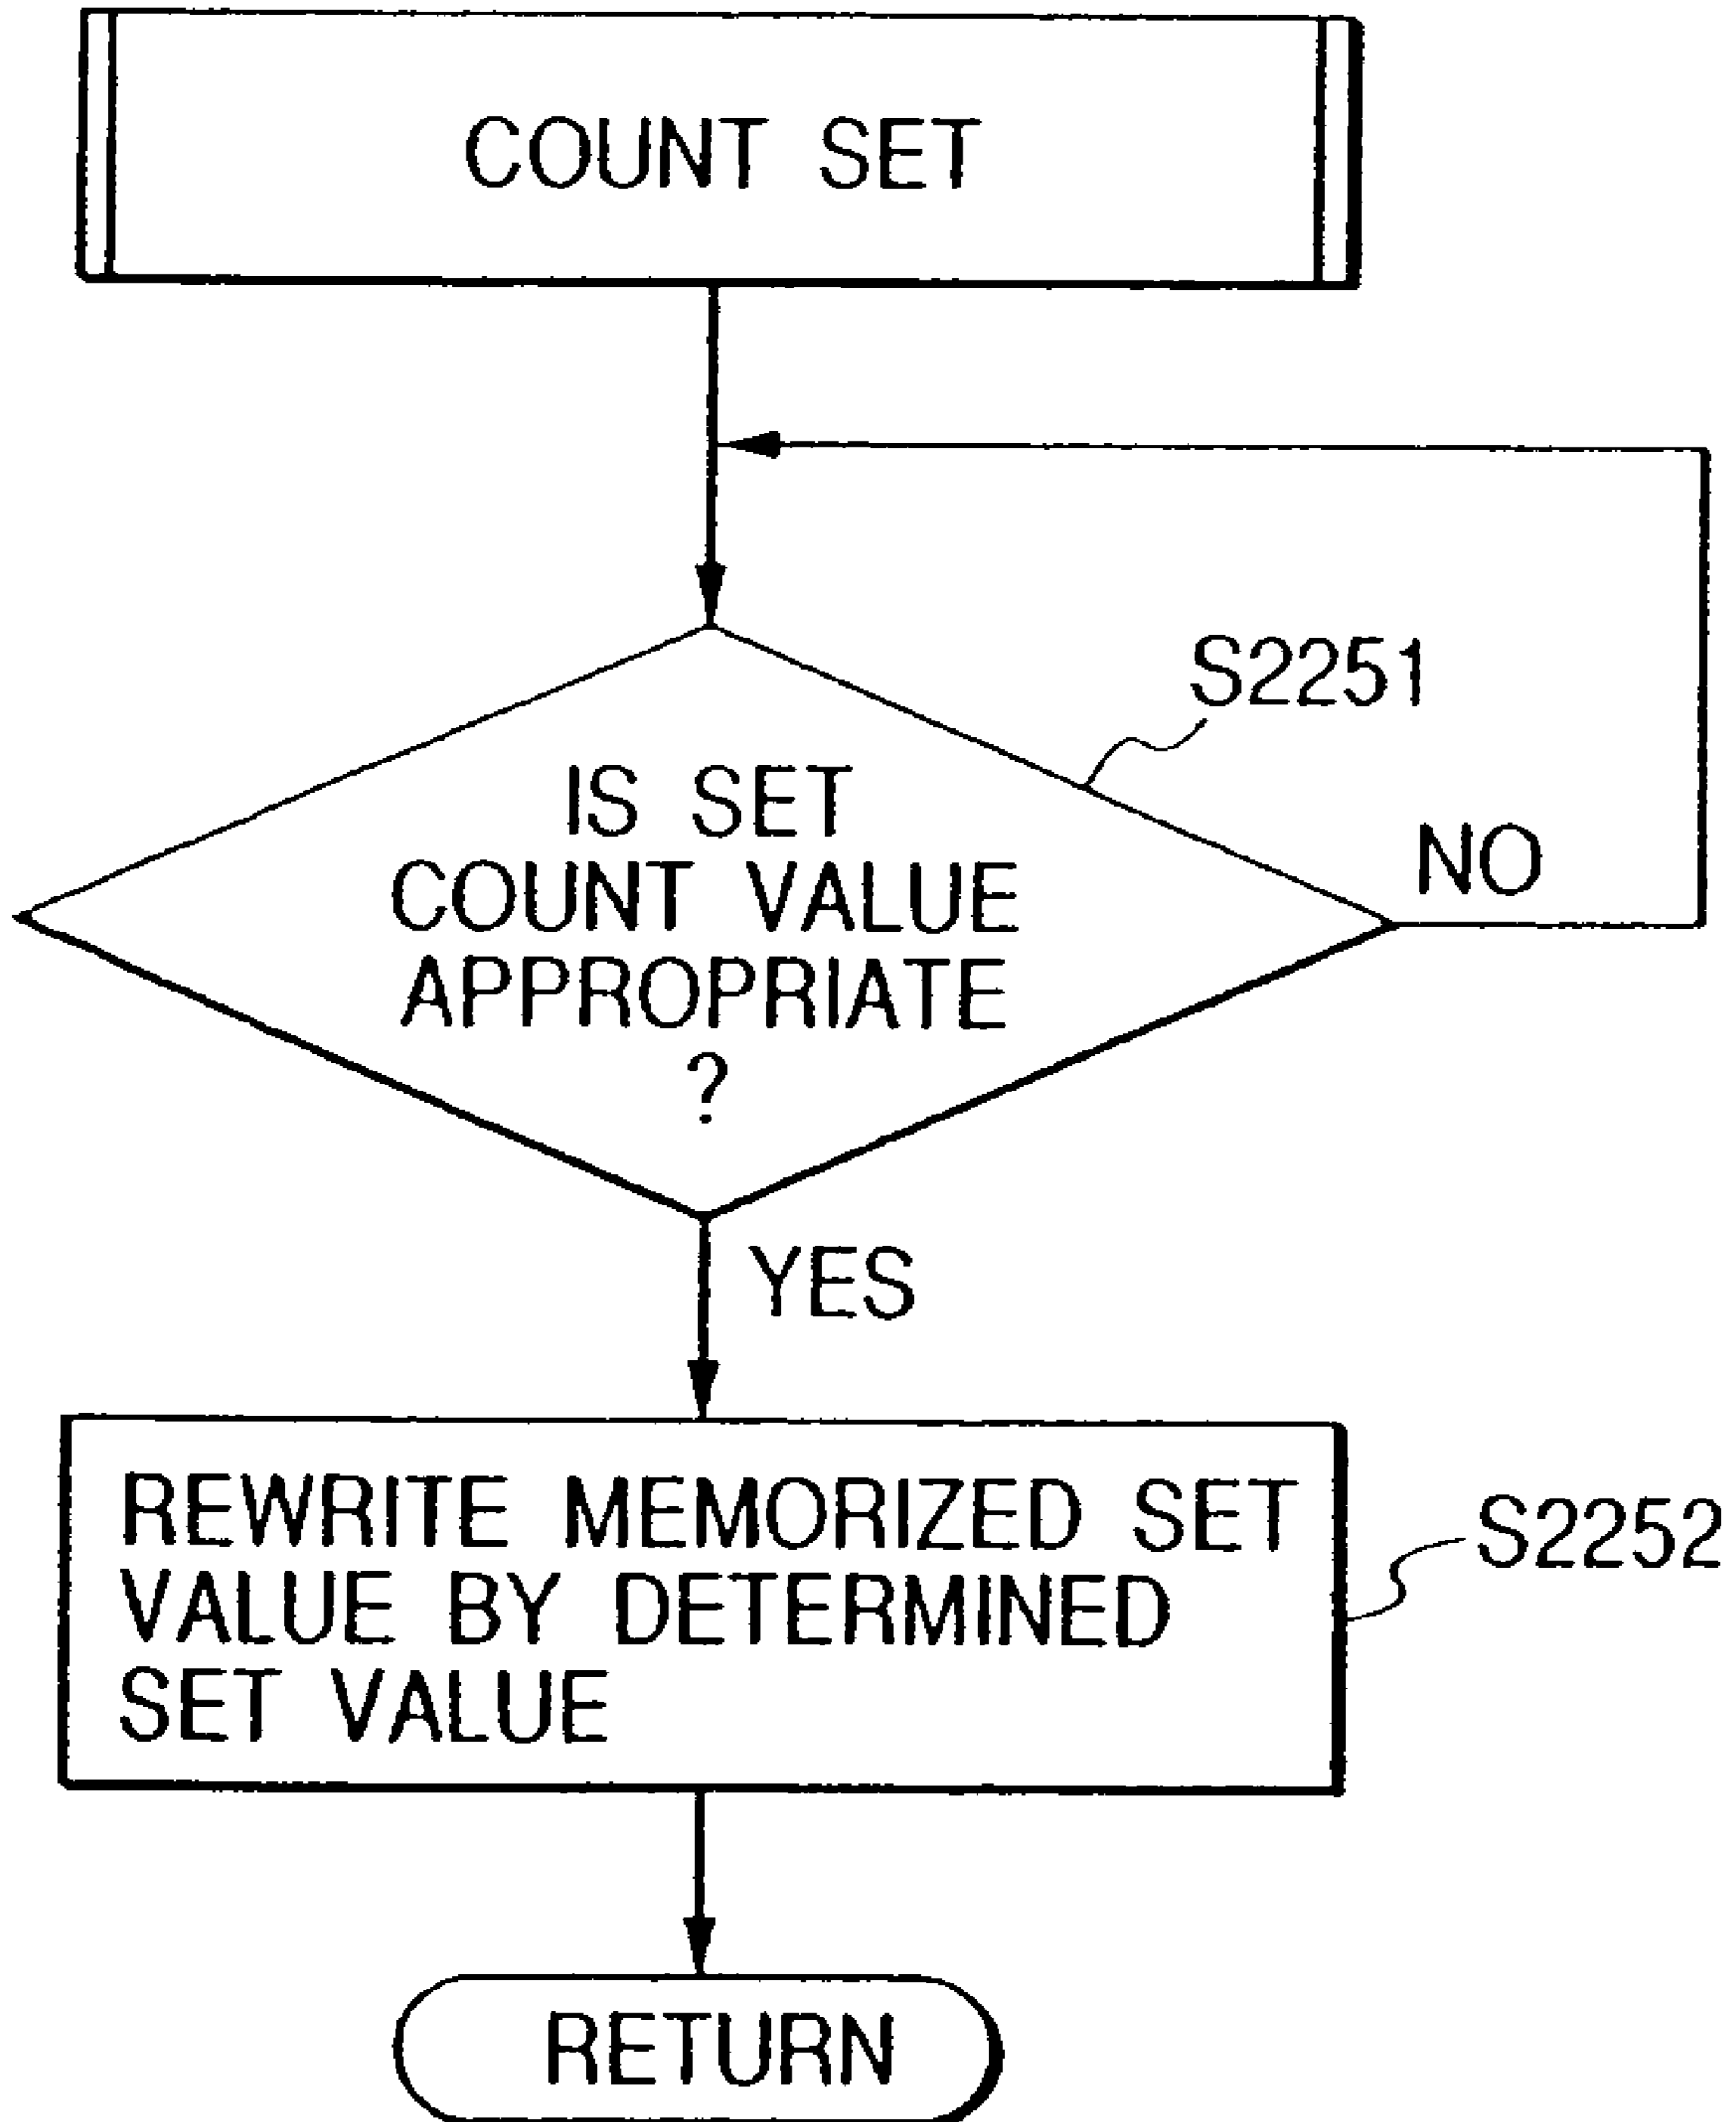 COUNT SET
S2251
IS SET
COUNT VALUE
APPROPRIATE
?
NO
YES
REWRITE MEMORIZED SET
VALUE BY DETERMINED
SET VALUE
S2252
RETURN